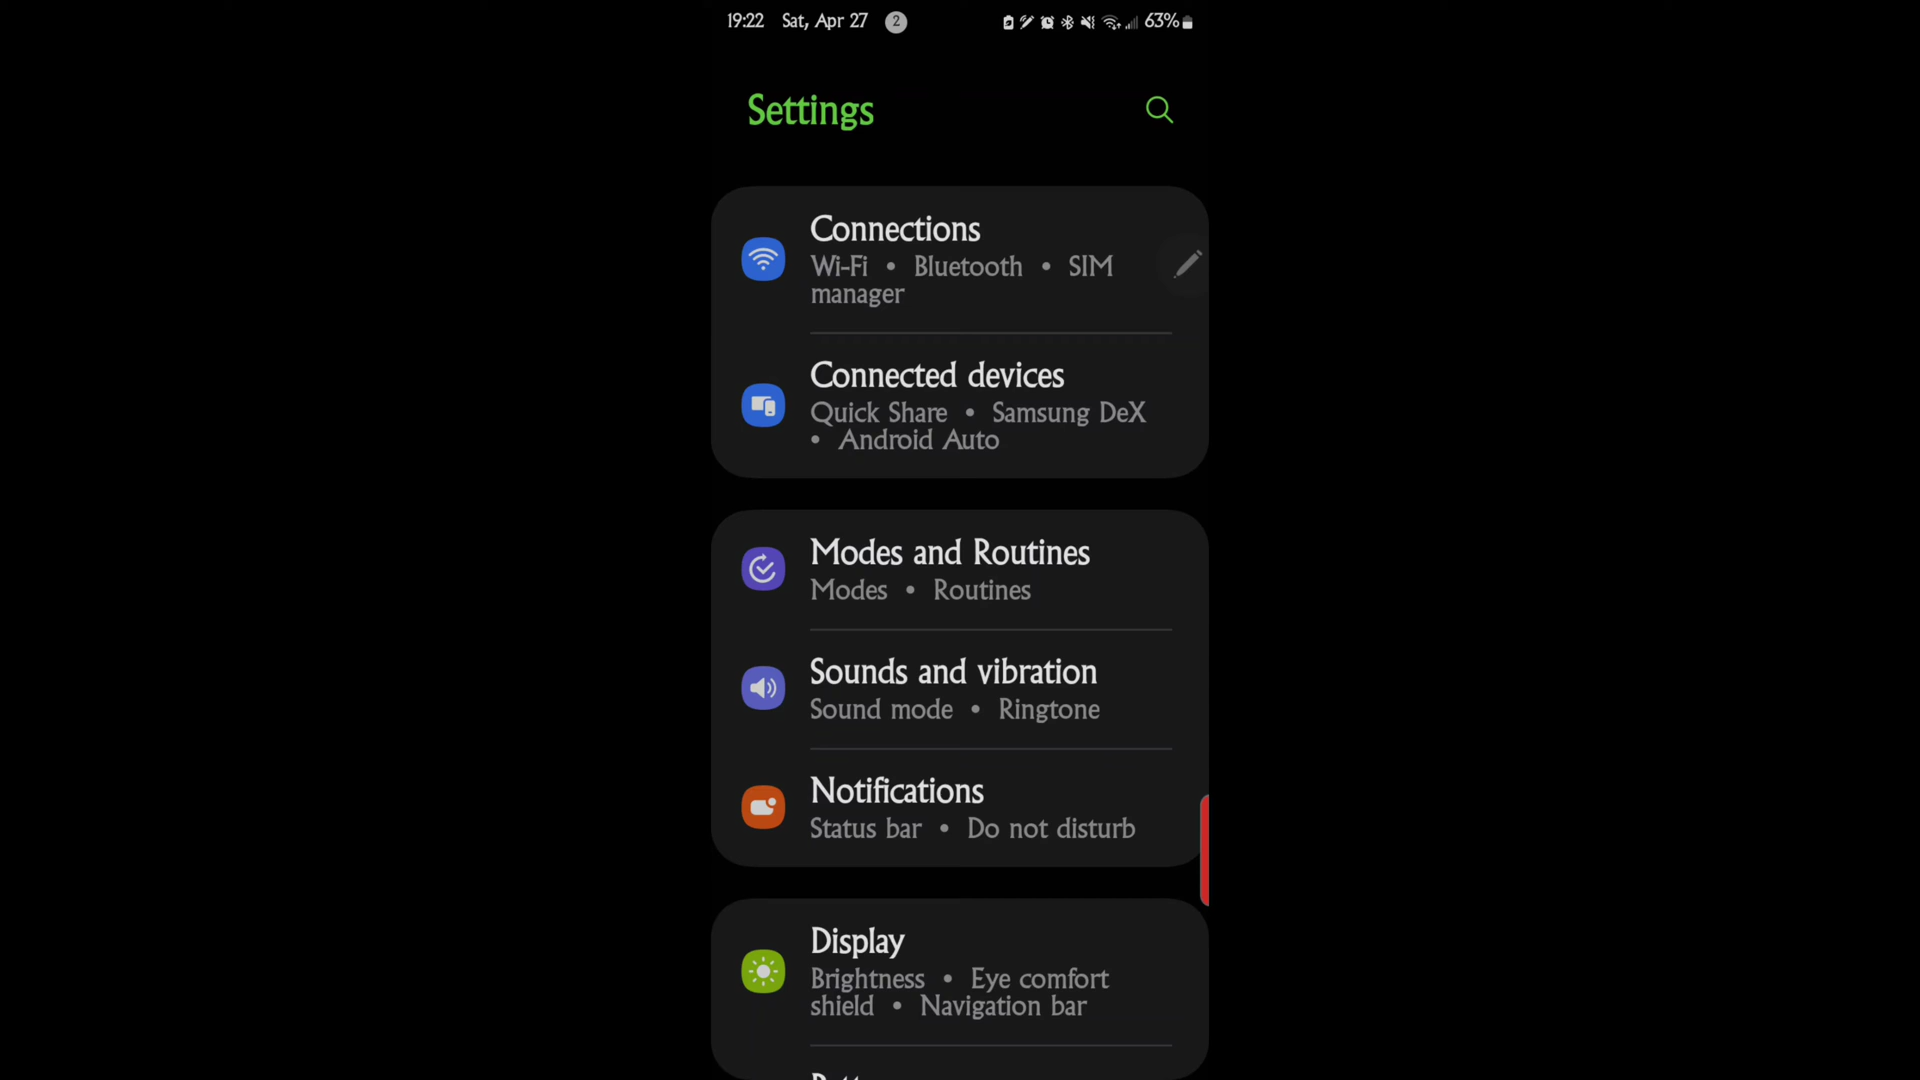 19:22 Sat, Apr 27 2 63%
Settings
Connections
Wi-Fi • Bluetooth • SIM
manager
Connected devices
Quick Share • Samsung DeX
• Android Auto
Modes and Routines
Modes • Routines
Sounds and vibration
Sound mode • Ringtone
Notifications
Status bar • Do not disturb
Display
Brightness • Eye comfort
shield • Navigation bar